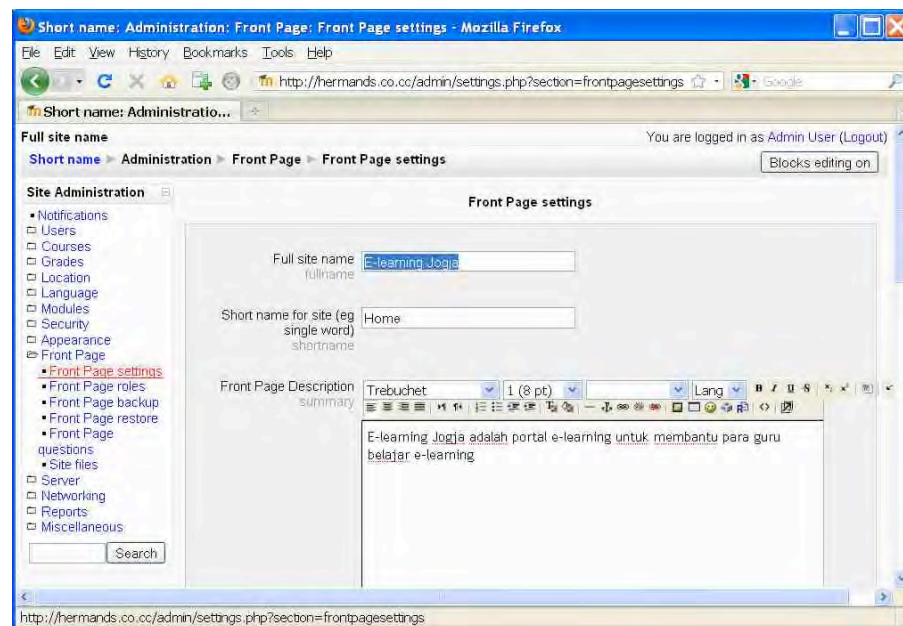 Short name: Administration: Front Page: Front Page settings - Mozilla Firefox
File Edit View History Bookmarks Tools Help
http://hermands.co.cc/admin/settings.php?section=frontpagesettings Google
Short name: Administratio...
Full site name You are logged in as Admin User (Logout)
Short name Administration Front Page Front Page settings Blocks editing on
Site Administration
Notifications
Users
Courses
Grades
Location
Language
Modules
Security
Appearance
Front Page
Front Page settings
Front Page roles
Front Page backup
Front Page restore
Front Page
questions
Site files
Server
Networking
Reports
Miscellaneous
Search
Front Page settings
Full site name E-learning Jogja
fullname
Short name for site (eg Home
single word)
shortname
Front Page Description Trebuchet 1 (8 pt) Lang B I U S
summary
E-learning Jogja adalah portal e-learning untuk membantu para guru
belajar e-learning
http://hermands.co.cc/admin/settings.php?section=frontpagesettings